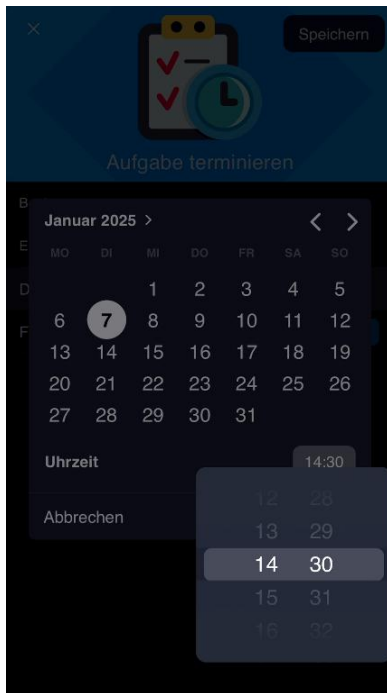 Speichern
Aufgabe terminieren
B
E
D
F
Januar 2025 >
MO DI MI DO FR SA SO
1 2 3 4 5
6 7 8 9 10 11 12
13 14 15 16 17 18 19
20 21 22 23 24 25 26
27 28 29 30 31
Uhrzeit 14:30
Abbrechen
12 28
13 29
14 30
15 31
16 32